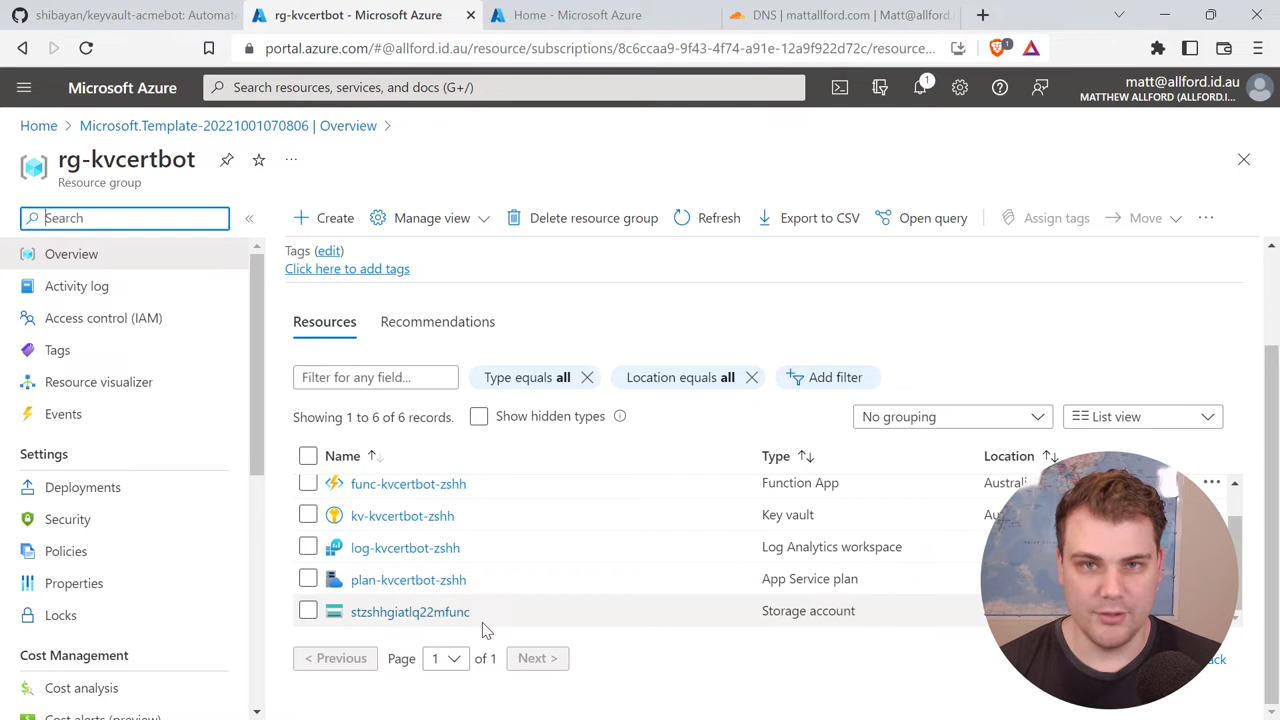 shibayan/keyvault-acmebot: Automat
rg-kvcertbot - Microsoft Azure
Home - Microsoft Azure
DNS | mattallford.com | Matt@allford.
portal.azure.com/#@allford.id.au/resource/subscriptions/8c6ccaa9-9f43-4f74-a91e-12a9f922d72c/resource...
1
Microsoft Azure
Search resources, services, and docs (G+/)
1
matt@allford.id.au
MATTHEW ALLFORD (ALLFORD.I...
Home > Microsoft.Template-20221001070806 | Overview >
rg-kvcertbot
Resource group
Search
Create
Manage view
Delete resource group
Refresh
Export to CSV
Open query
Assign tags
Move
Overview
Activity log
Access control (IAM)
Tags
Resource visualizer
Events
Settings
Deployments
Security
Policies
Properties
Locks
Cost Management
Cost analysis
Cost alerts (preview)
Tags (edit)
Click here to add tags
Resources
Recommendations
Filter for any field...
Type equals all
Location equals all
Add filter
Showing 1 to 6 of 6 records.
Show hidden types
No grouping
List view
Name
Type
Location
func-kvcertbot-zshh
Function App
Australi
kv-kvcertbot-zshh
Key vault
Au
log-kvcertbot-zshh
Log Analytics workspace
plan-kvcertbot-zshh
App Service plan
stzshhgiatlq22mfunc
Storage account
< Previous
Page
1
of 1
Next >
ck